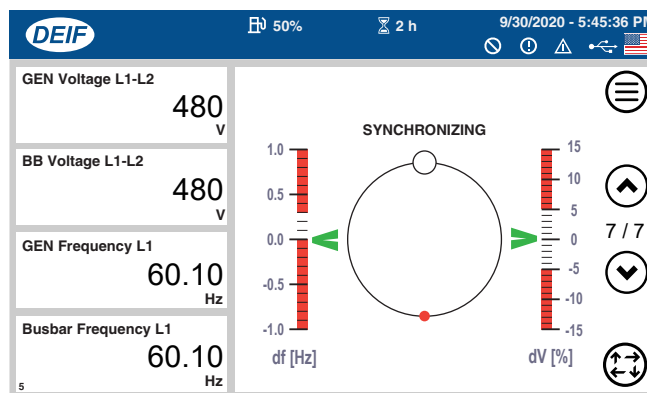 DEIF
50%
2 h
9/30/2020 - 5:45:36 PM
GEN Voltage L1-L2
480
V
BB Voltage L1-L2
480
V
GEN Frequency L1
60.10
Hz
Busbar Frequency L1
60.10
Hz
5
SYNCHRONIZING
1.0
0.5
0.0
-0.5
-1.0
df [Hz]
15
10
5
0
-5
-10
-15
dV [%]
7 / 7